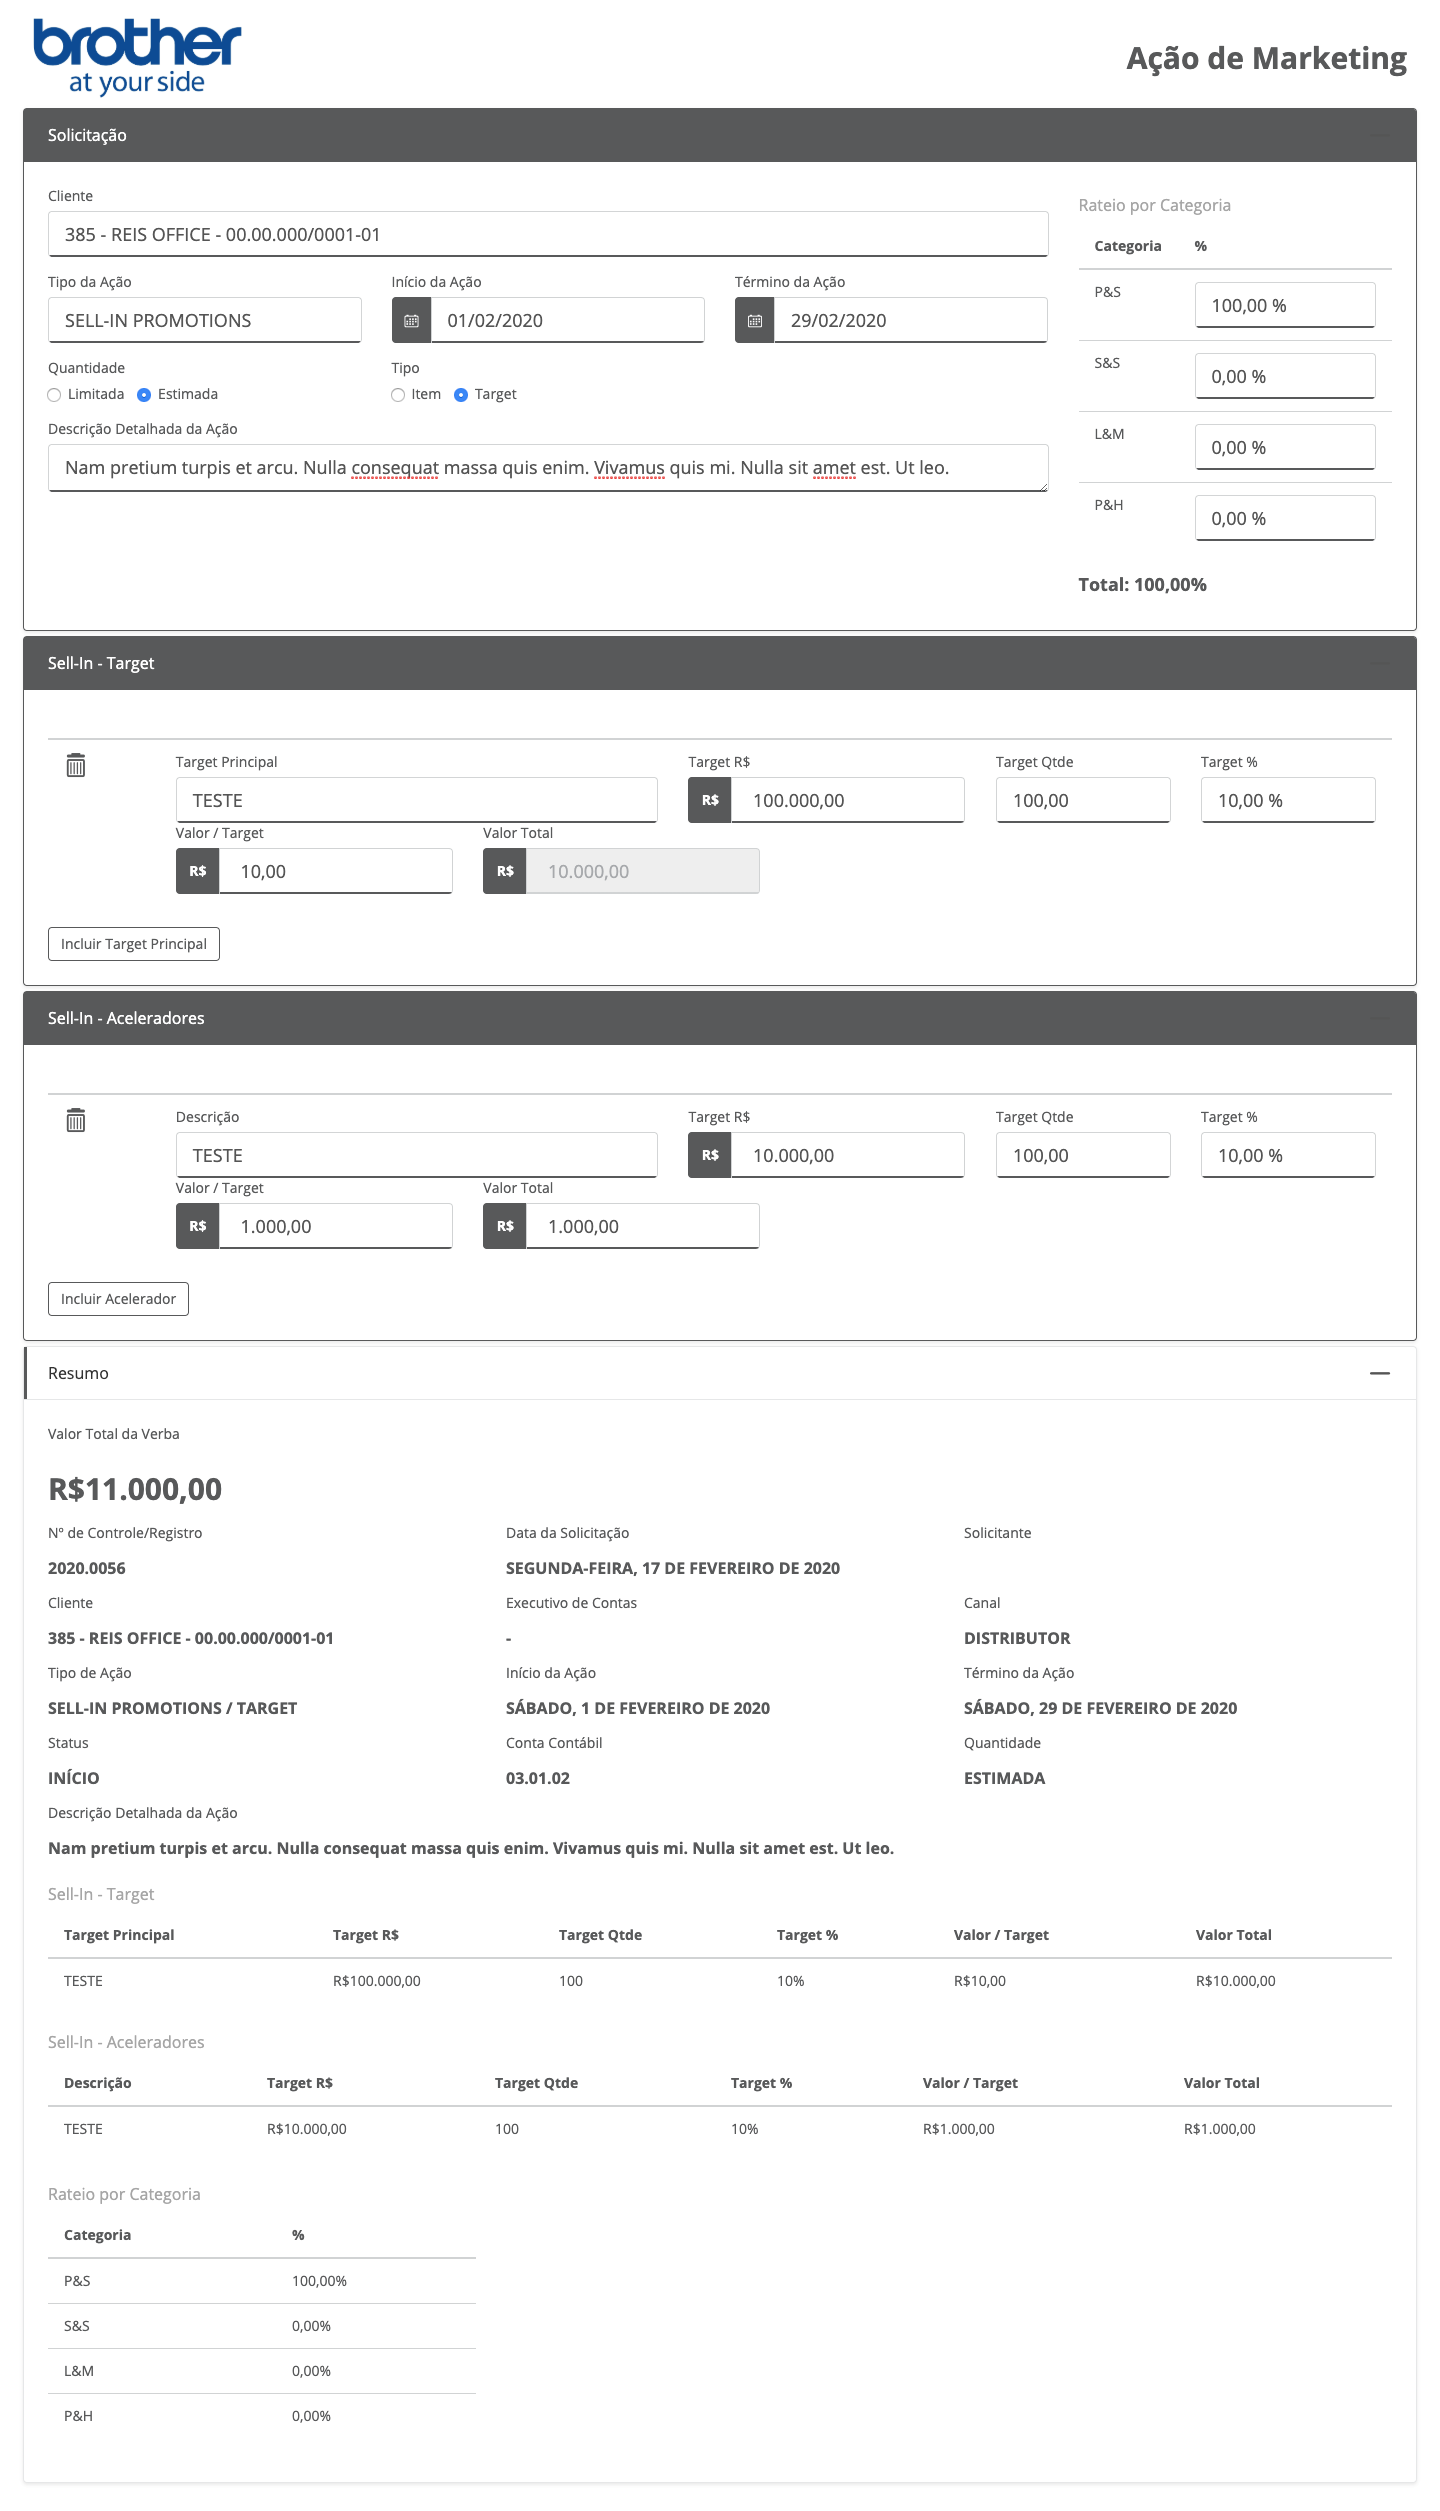 brother
at your side
Ação de Marketing
Solicitação
Cliente
385 - REIS OFFICE - 00.00.000/0001-01
Tipo da Ação Início da Ação Término da Ação
SELL-IN PROMOTIONS 01/02/2020 29/02/2020
Quantidade Tipo
Limitada Estimada Item Target
Descrição Detalhada da Ação
Nam pretium turpis et arcu. Nulla consequat massa quis enim. Vivamus quis mi. Nulla sit amet est. Ut leo.
Rateio por Categoria
Categoria %
P&S 100,00 %
S&S 0,00 %
L&M 0,00 %
P&H 0,00 %
Total: 100,00%
Sell-In - Target
Target Principal Target R$ Target Qtde Target %
TESTE R$ 100.000,00 100,00 10,00 %
Valor / Target Valor Total
R$ 10,00 R$ 10.000,00
Incluir Target Principal
Sell-In - Aceleradores
Descrição Target R$ Target Qtde Target %
TESTE R$ 10.000,00 100,00 10,00 %
Valor / Target Valor Total
R$ 1.000,00 R$ 1.000,00
Incluir Acelerador
Resumo
Valor Total da Verba
R$11.000,00
Nº de Controle/Registro Data da Solicitação Solicitante
2020.0056 SEGUNDA-FEIRA, 17 DE FEVEREIRO DE 2020
Cliente Executivo de Contas Canal
385 - REIS OFFICE - 00.00.000/0001-01 - DISTRIBUTOR
Tipo de Ação Início da Ação Término da Ação
SELL-IN PROMOTIONS / TARGET SÁBADO, 1 DE FEVEREIRO DE 2020 SÁBADO, 29 DE FEVEREIRO DE 2020
Status Conta Contábil Quantidade
INÍCIO 03.01.02 ESTIMADA
Descrição Detalhada da Ação
Nam pretium turpis et arcu. Nulla consequat massa quis enim. Vivamus quis mi. Nulla sit amet est. Ut leo.
Sell-In - Target
Target Principal Target R$ Target Qtde Target % Valor / Target Valor Total
TESTE R$100.000,00 100 10% R$10,00 R$10.000,00
Sell-In - Aceleradores
Descrição Target R$ Target Qtde Target % Valor / Target Valor Total
TESTE R$10.000,00 100 10% R$1.000,00 R$1.000,00
Rateio por Categoria
Categoria %
P&S 100,00%
S&S 0,00%
L&M 0,00%
P&H 0,00%